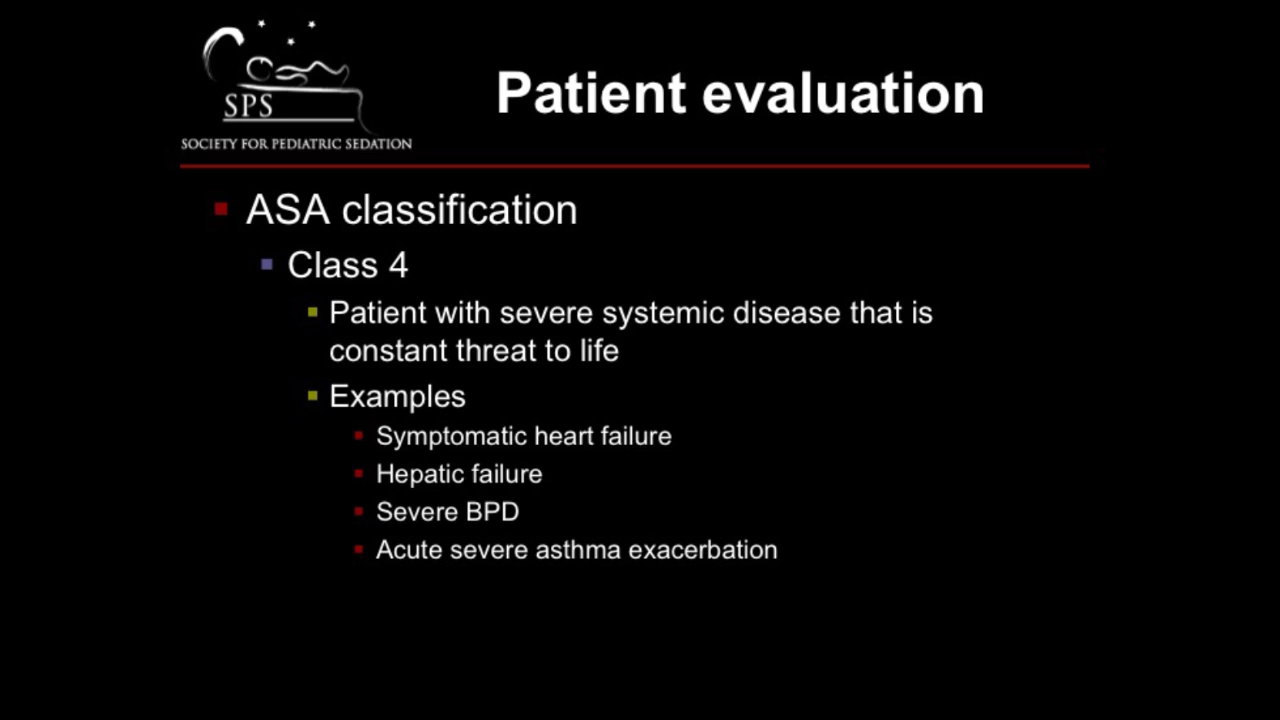 SPS
SOCIETY FOR PEDIATRIC SEDATION
Patient evaluation
ASA classification
Class 4
Patient with severe systemic disease that is
constant threat to life
Examples
Symptomatic heart failure
Hepatic failure
Severe BPD
Acute severe asthma exacerbation